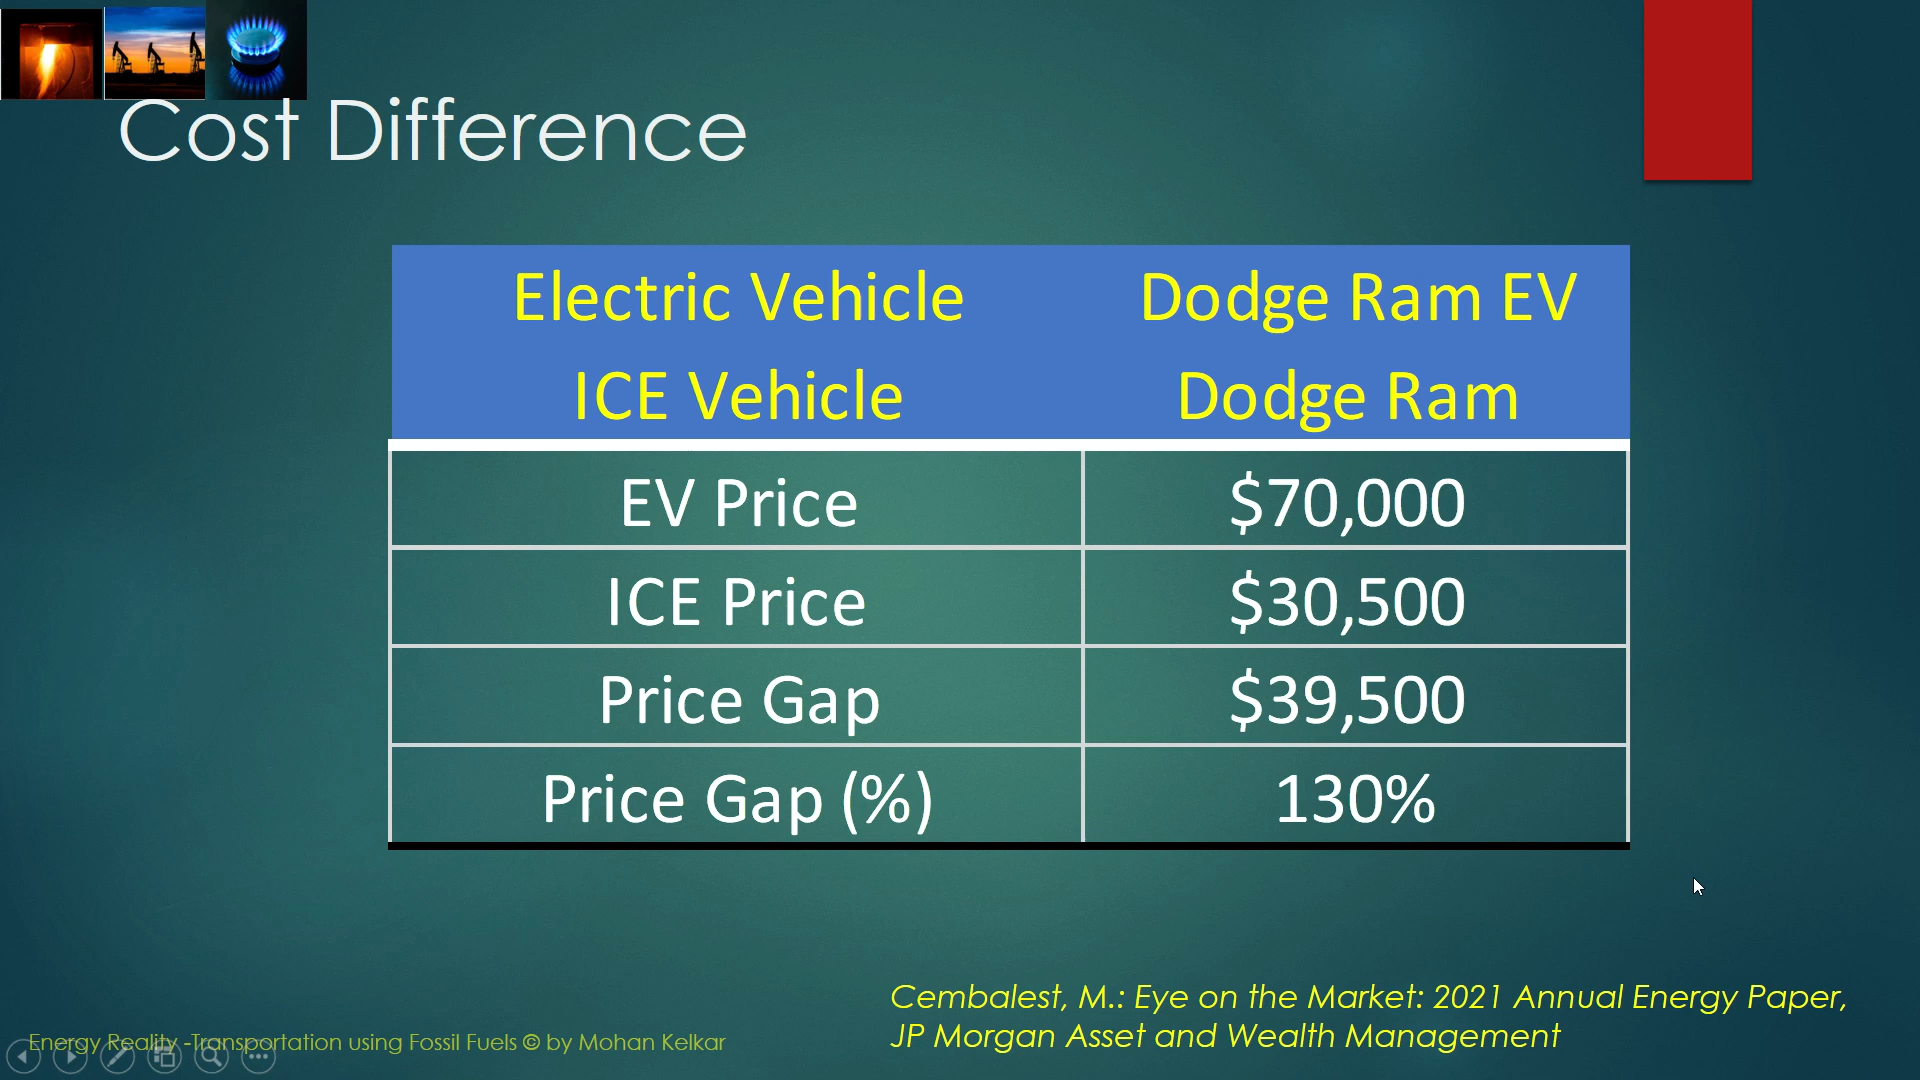 Cost Difference
Electric Vehicle Dodge Ram EV
ICE Vehicle Dodge Ram
EV Price $70,000
ICE Price $30,500
Price Gap $39,500
Price Gap (%) 130%
Cembalest, M.: Eye on the Market: 2021 Annual Energy Paper,
JP Morgan Asset and Wealth Management
Energy Reality -Transportation using Fossil Fuels © by Mohan Kelkar